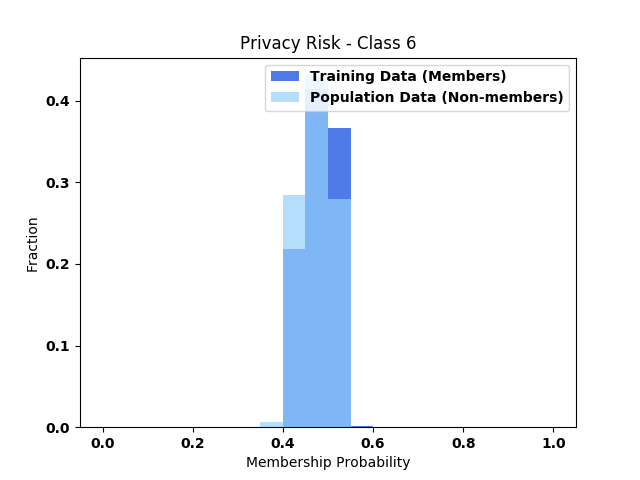 Privacy Risk - Class 6
Training Data (Members)
Population Data (Non-members)
Fraction
0.4
0.3
0.2
0.1
0.0
0.0 0.2 0.4 0.6 0.8 1.0
Membership Probability